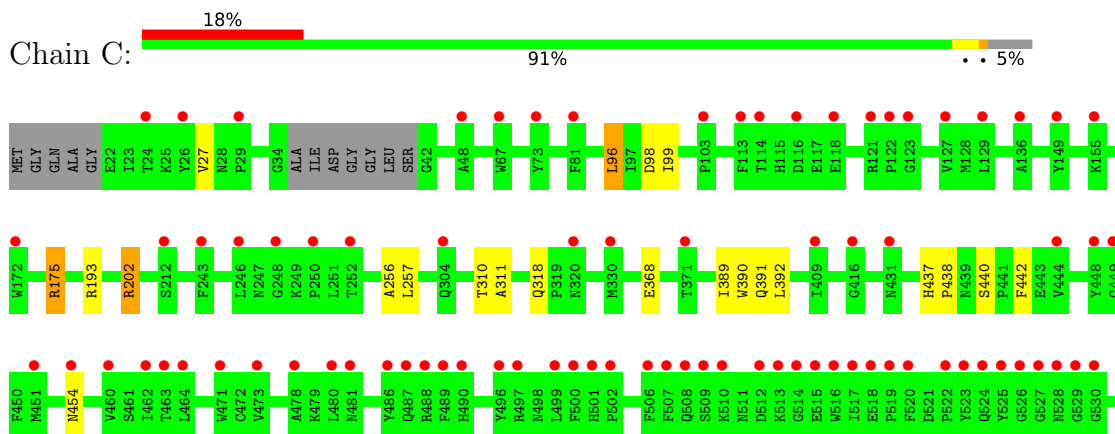 18%
Chain C:
91%
• • 5%
MET GLY GLN ALA GLY E22 I23 T24 K25 Y26 V27 N28 P29 G34 ALA ILE ASP GLY GLY LEU SER G42 A48 W67 Y73 F81 L96 I97 D98 I99 P103 F113 T114 H115 D116 E117 E118 R121 P122 G123 V127 M128 L129 A136 Y149 K155
W172 R175 R193 R202 S212 F243 L246 N247 G248 K249 P250 L251 T252 A256 L257 Q304 T310 A311 Q318 P319 N320 M330 E368 T371 I389 W390 Q391 L392 I409 G416 N431 H437 P438 N439 S440 P441 F442 E443 V444 Y448 G449
F450 M451 N454 V460 S461 I462 T463 L464 W471 C472 V473 A478 K479 L480 N481 Y486 Q487 R488 F489 H490 Y496 R497 N498 L499 F500 H501 P502 F506 F507 Q508 S509 K510 N511 D512 K513 G514 E515 W516 I517 E518 P519 F520 D521 P522 Y523 Q524 Y525 G526 G527 N528 G529 G530